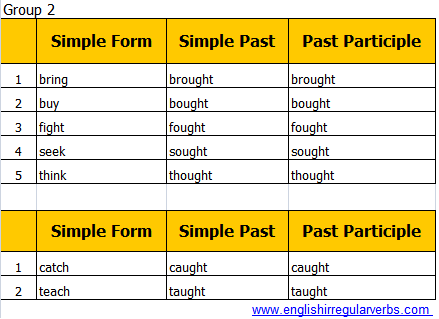 Group 2
Simple Form Simple Past Past Participle
1 bring brought brought
2 buy bought bought
3 fight fought fought
4 seek sought sought
5 think thought thought
Simple Form Simple Past Past Participle
1 catch caught caught
2 teach taught taught
www.englishirregularverbs.com